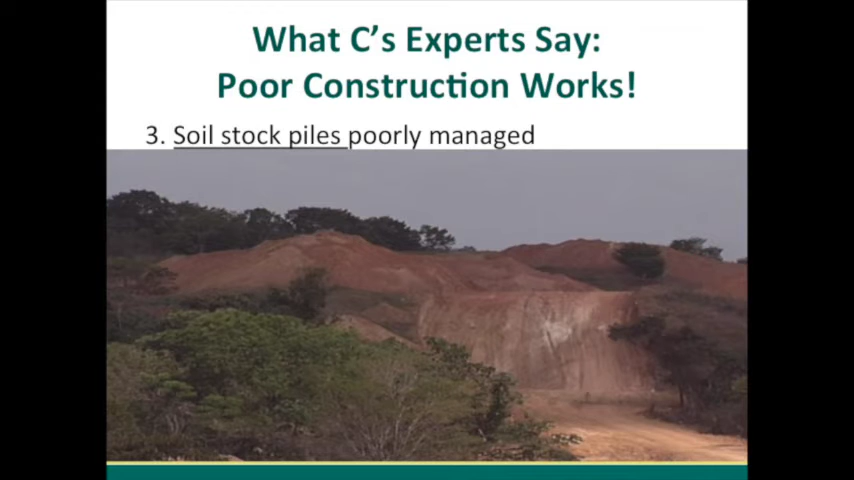 What C's Experts Say:
Poor Construction Works!
3. Soil stock piles poorly managed